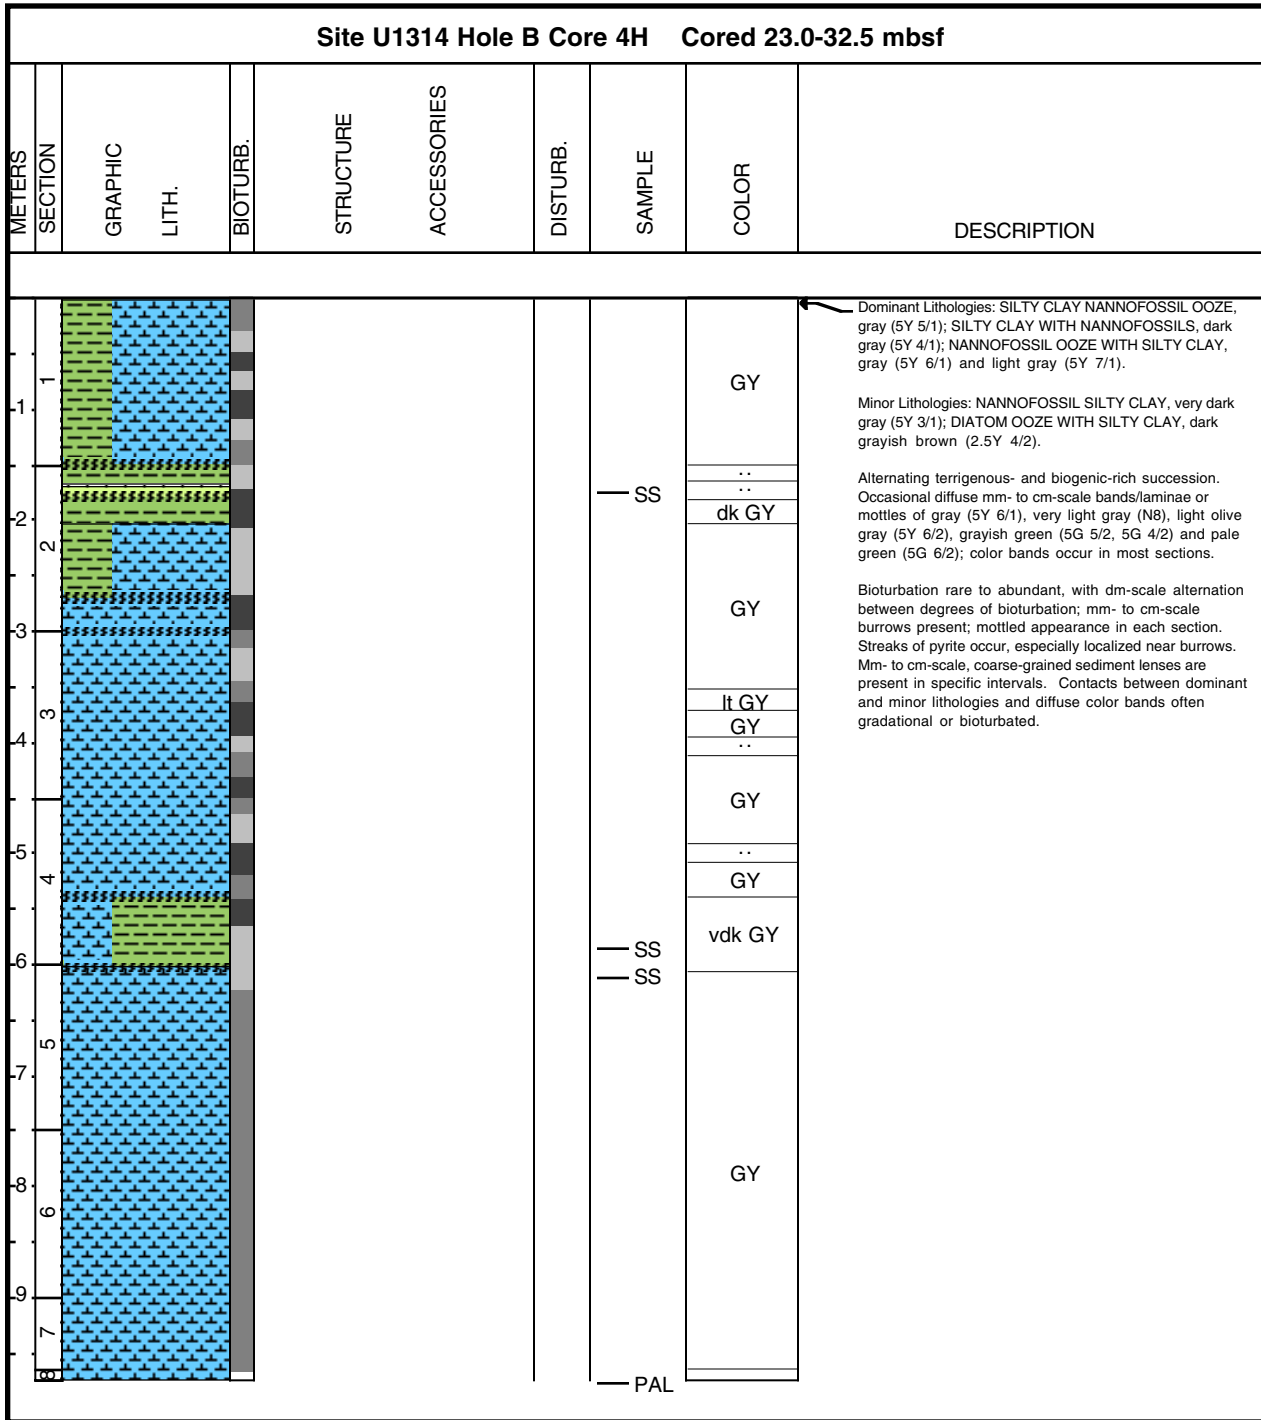 Site U1314 Hole B Core 4H Cored 23.0-32.5 mbsf
METERS
SECTION
GRAPHIC
LITH.
BIOTURB.
STRUCTURE
ACCESSORIES
DISTURB.
SAMPLE
COLOR
DESCRIPTION
1
2
3
4
5
6
7
8
9
1
2
3
4
5
6
7
8
SS
SS
SS
PAL
GY
..
..
dk GY
GY
lt GY
GY
..
GY
..
GY
vdk GY
GY
Dominant Lithologies: SILTY CLAY NANNOFOSSIL OOZE,
gray (5Y 5/1); SILTY CLAY WITH NANNOFOSSILS, dark
gray (5Y 4/1); NANNOFOSSIL OOZE WITH SILTY CLAY,
gray (5Y 6/1) and light gray (5Y 7/1).
Minor Lithologies: NANNOFOSSIL SILTY CLAY, very dark
gray (5Y 3/1); DIATOM OOZE WITH SILTY CLAY, dark
grayish brown (2.5Y 4/2).
Alternating terrigenous- and biogenic-rich succession.
Occasional diffuse mm- to cm-scale bands/laminae or
mottles of gray (5Y 6/1), very light gray (N8), light olive
gray (5Y 6/2), grayish green (5G 5/2, 5G 4/2) and pale
green (5G 6/2); color bands occur in most sections.
Bioturbation rare to abundant, with dm-scale alternation
between degrees of bioturbation; mm- to cm-scale
burrows present; mottled appearance in each section.
Streaks of pyrite occur, especially localized near burrows.
Mm- to cm-scale, coarse-grained sediment lenses are
present in specific intervals. Contacts between dominant
and minor lithologies and diffuse color bands often
gradational or bioturbated.